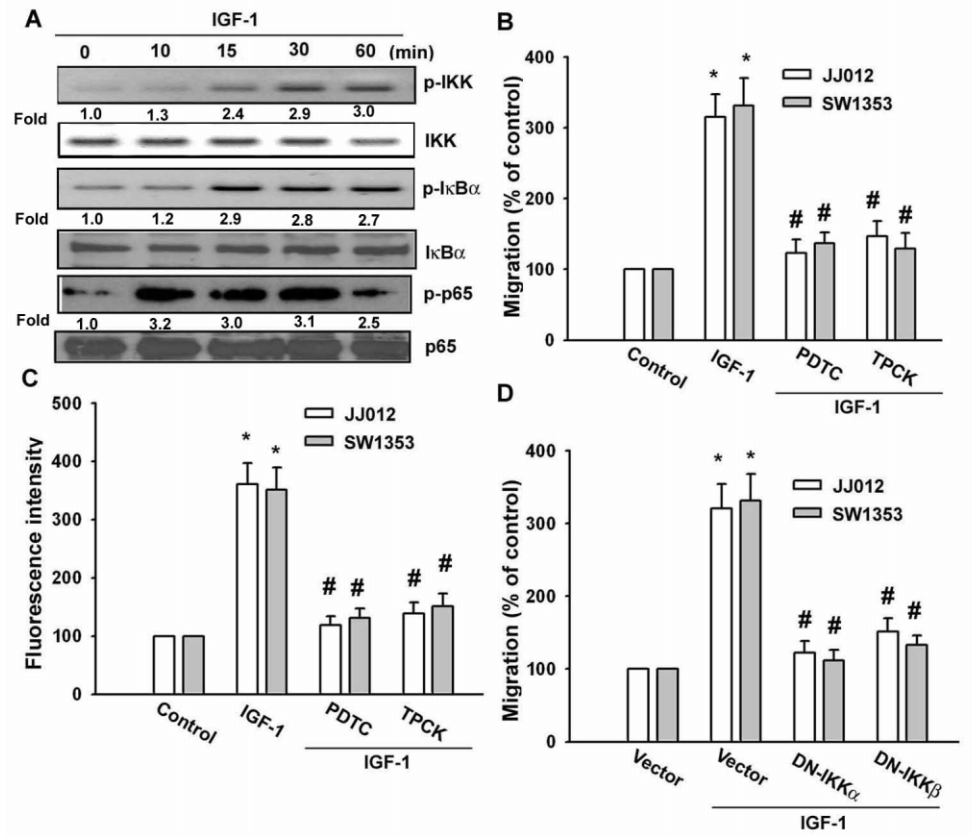 A
IGF-1
0 10 15 30 60 (min)
p-IKK
Fold 1.0 1.3 2.4 2.9 3.0
IKK
p-IκBα
Fold 1.0 1.2 2.9 2.8 2.7
IκBα
p-p65
Fold 1.0 3.2 3.0 3.1 2.5
p65
B
Migration (% of control)
400
300
200
100
0
* *
# #
# #
JJ012
SW1353
Control IGF-1 PDTC TPCK
IGF-1
C
Fluorescence intensity
500
400
300
200
100
0
* *
# #
# #
JJ012
SW1353
Control IGF-1 PDTC TPCK
IGF-1
D
Migration (% of control)
400
300
200
100
0
* *
# #
# #
JJ012
SW1353
Vector Vector DN-IKKα DN-IKKβ
IGF-1